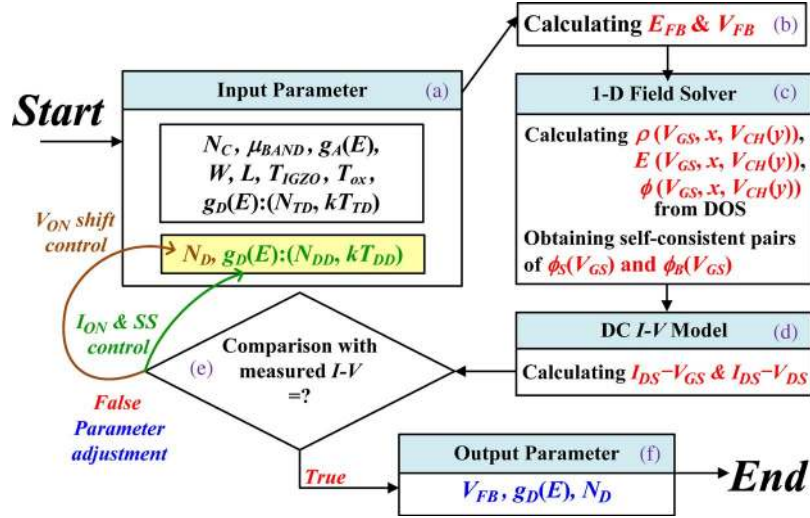 Start
Input Parameter (a)
N_C, μ_BAND, g_A(E),
W, L, T_IGZO, T_ox,
g_D(E):(N_TD, kT_TD)
N_D, g_D(E):(N_DD, kT_DD)
V_ON shift
control
I_ON & SS
control
Calculating E_FB & V_FB (b)
1-D Field Solver (c)
Calculating ρ (V_GS, x, V_CH(y)),
E (V_GS, x, V_CH(y)),
ϕ (V_GS, x, V_CH(y))
from DOS
Obtaining self-consistent pairs
of ϕ_S(V_GS) and ϕ_B(V_GS)
DC I-V Model (d)
Calculating I_DS−V_GS & I_DS−V_DS
(e) Comparison with
measured I-V
=?
False
Parameter
adjustment
True
Output Parameter (f)
V_FB, g_D(E), N_D
End